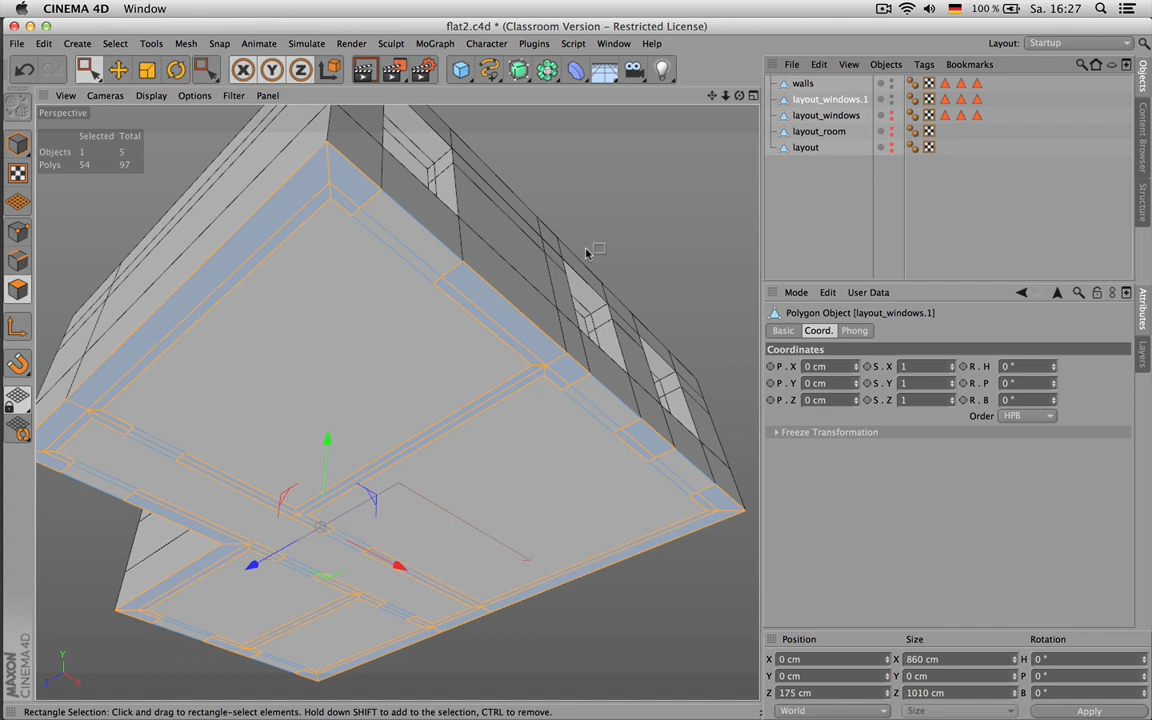 CINEMA 4D Window 100 % Sa. 16:27
flat2.c4d * (Classroom Version - Restricted License)
File Edit Create Select Tools Mesh Snap Animate Simulate Render Sculpt MoGraph Character Plugins Script Window Help Layout: Startup
X Y Z
View Cameras Display Options Filter Panel
Perspective
Selected Total
Objects 1 5
Polys 54 97
Y
Z X
MAXON
CINEMA 4D
File Edit View Objects Tags Bookmarks
walls
layout_windows.1
layout_windows
layout_room
layout
Objects
Content Browser
Structure
Mode Edit User Data
Polygon Object [layout_windows.1]
Basic Coord. Phong
Coordinates
P . X 0 cm S . X 1 R . H 0 °
P . Y 0 cm S . Y 1 R . P 0 °
P . Z 0 cm S . Z 1 R . B 0 °
Order HPB
Freeze Transformation
Attributes
Layers
Position Size Rotation
X 0 cm X 860 cm H 0 °
Y 0 cm Y 0 cm P 0 °
Z 175 cm Z 1010 cm B 0 °
World Size Apply
Rectangle Selection: Click and drag to rectangle-select elements. Hold down SHIFT to add to the selection, CTRL to remove.